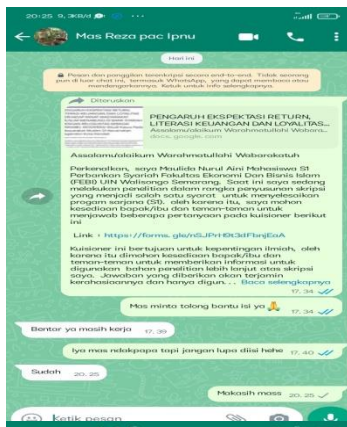 20:25
Mas Reza pac Ipnu
Hari ini
Pesan dan panggilan terenkripsi secara end-to-end. Tidak seorang
pun di luar chat ini, termasuk WhatsApp, yang dapat membaca atau
mendengarkannya. Ketuk untuk info selengkapnya.
Diteruskan
PENGARUH EKSPEKTASI RETURN,
LITERASI KEUANGAN DAN LOYALITAS...
Assalamu'alaikum Warohmatullahi Wabara...
docs.google.com
Assalamu'alaikum Warahmatullahi Wabarakatuh
Perkenalkan, saya Maulida Nurul Aini Mahasiswa S1
Perbankan Syariah Fakultas Ekonomi Dan Bisnis Islam
(FEBI) UIN Walisongo Semarang. Saat ini saya sedang
melakukan penelitian dalam rangka penyusunan skripsi
yang menjadi salah satu syarat untuk menyelesaikan
progam sarjana (S1), oleh karena itu, saya mohon
kesediaan bapak/ibu dan teman-teman untuk
menjawab beberapa pertanyaan pada kuisioner berikut
ini
Link : https://forms.gle/
Kuisioner ini bertujuan untuk kepentingan ilmiah, oleh
karena itu dimohon kesediaan bapak/ibu dan
teman-teman untuk memberikan informasi untuk
digunakan bahan penelitian lebih lanjut atas skripsi
saya. Jawaban yang diberikan akan terjamin
kerahasiaannya dan hanya digun... Baca selengkapnya
17.34
Mas minta tolong bantu isi ya
17.34
Bentar ya masih kerja 17.39
Iya mas ndakpapa tapi jangan lupa diisi hehe 17.40
Sudah 20.25
Makasih mass 20.25
Ketik pesan